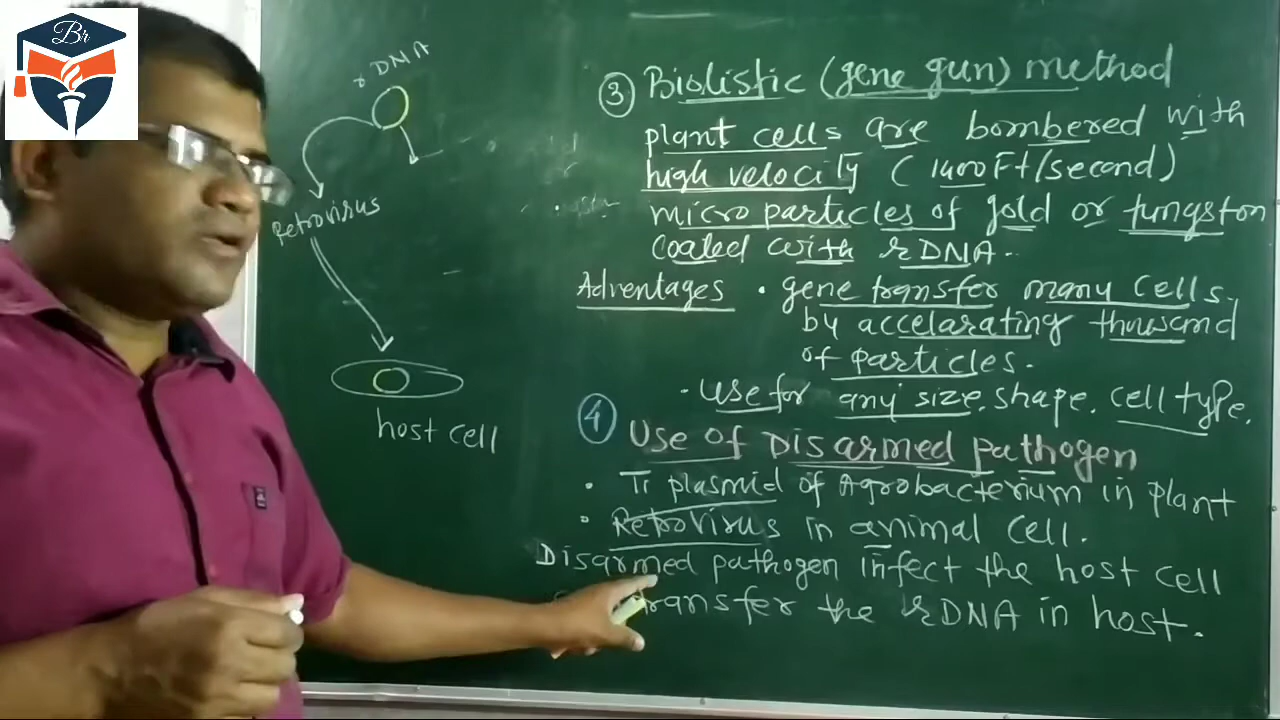 Br
rDNA
Retrovirus
host cell
③ Biolistic (gene gun) method
plant cells are bombered with
high velocity ( 1400 Ft/second)
micro particles of gold or tungston
coated with rDNA.
Adventages • gene transfer many cells.
by accelarating thousand
of particles.
• use for any size, shape, cell type.
④ Use of Disarmed pathogen
• Ti plasmid of Agrobacterium in plant
• Retrovirus in animal cell.
Disarmed pathogen infect the host cell
transfer the rDNA in host.